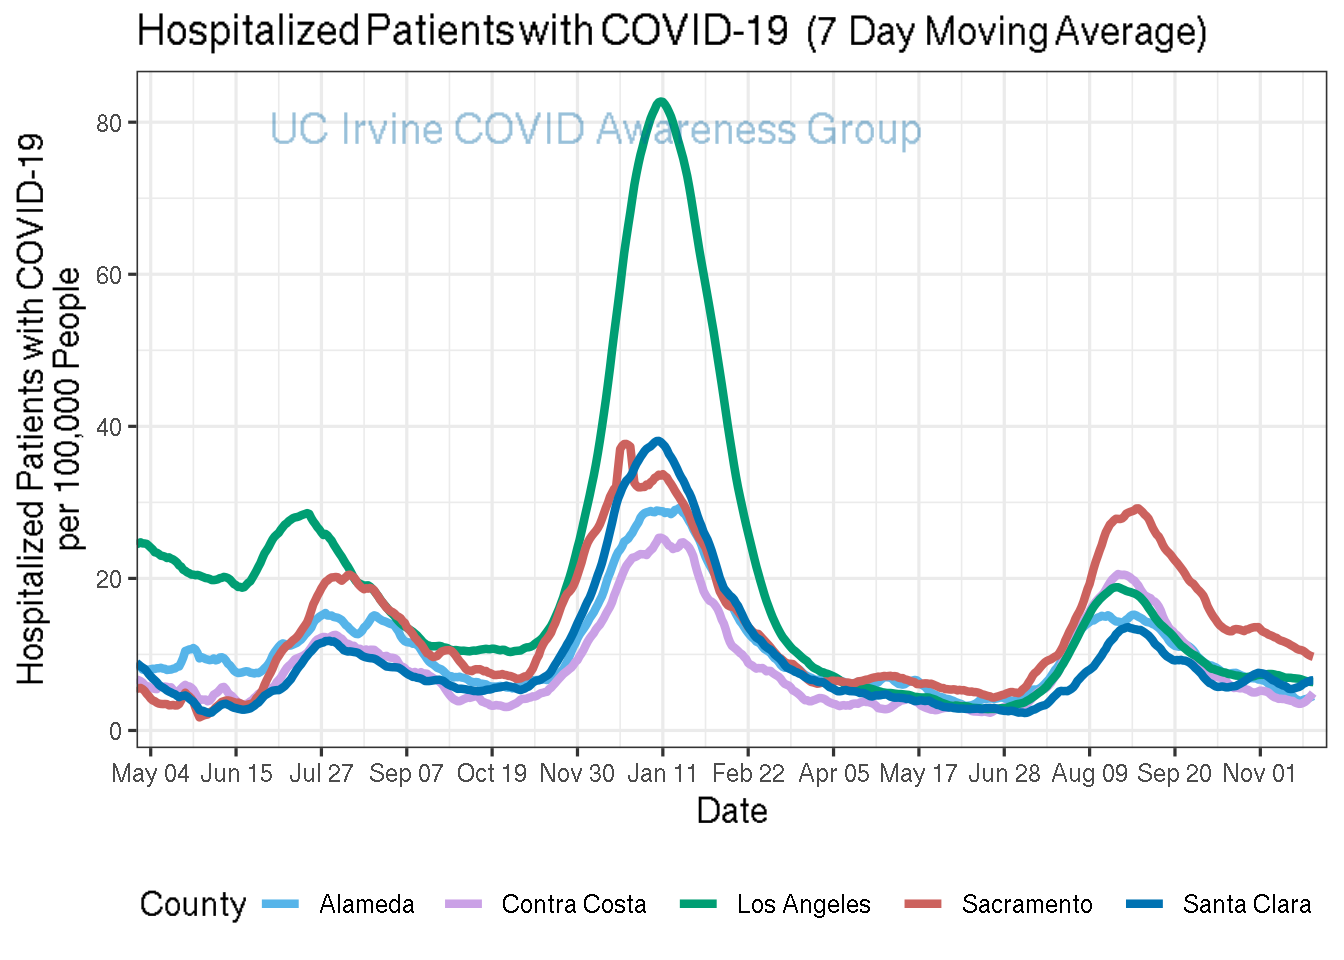 Hospitalized Patients with COVID-19 (7 Day Moving Average)
UC Irvine COVID Awareness Group
Hospitalized Patients with COVID-19
per 100,000 People
80
60
40
20
0
May 04 Jun 15 Jul 27 Sep 07 Oct 19 Nov 30 Jan 11 Feb 22 Apr 05 May 17 Jun 28 Aug 09 Sep 20 Nov 01
Date
County Alameda Contra Costa Los Angeles Sacramento Santa Clara